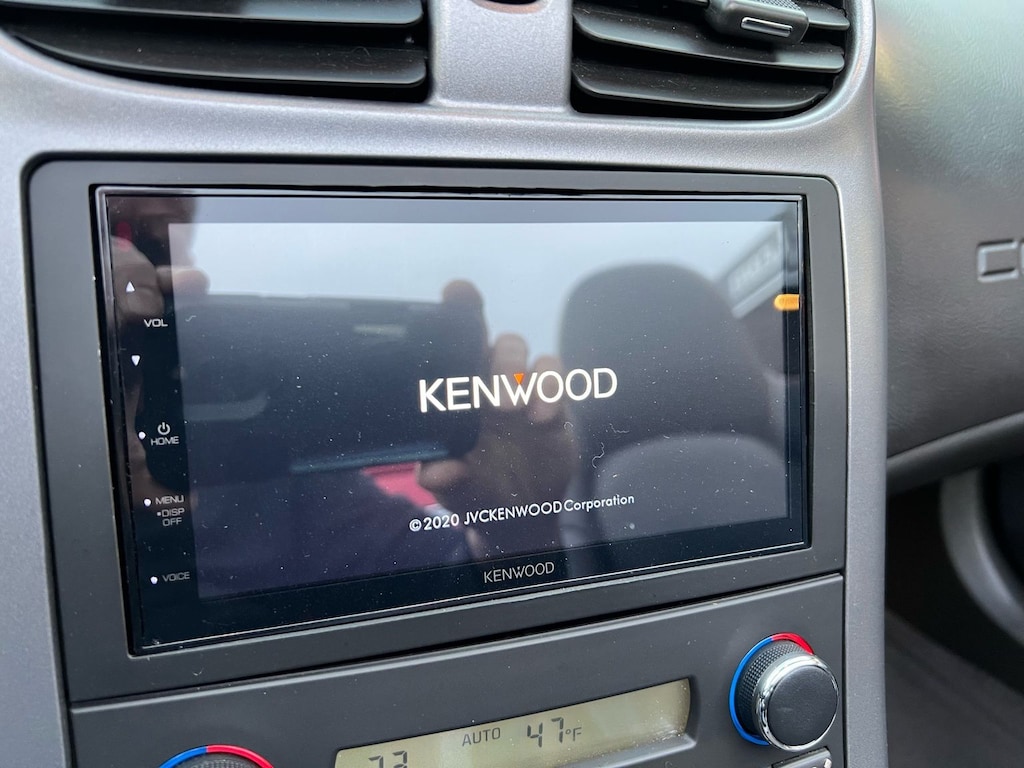 VOL
HOME
MENU
DISP
OFF
VOICE
KENWOOD
©2020 JVCKENWOOD Corporation
KENWOOD
AUTO
47°F